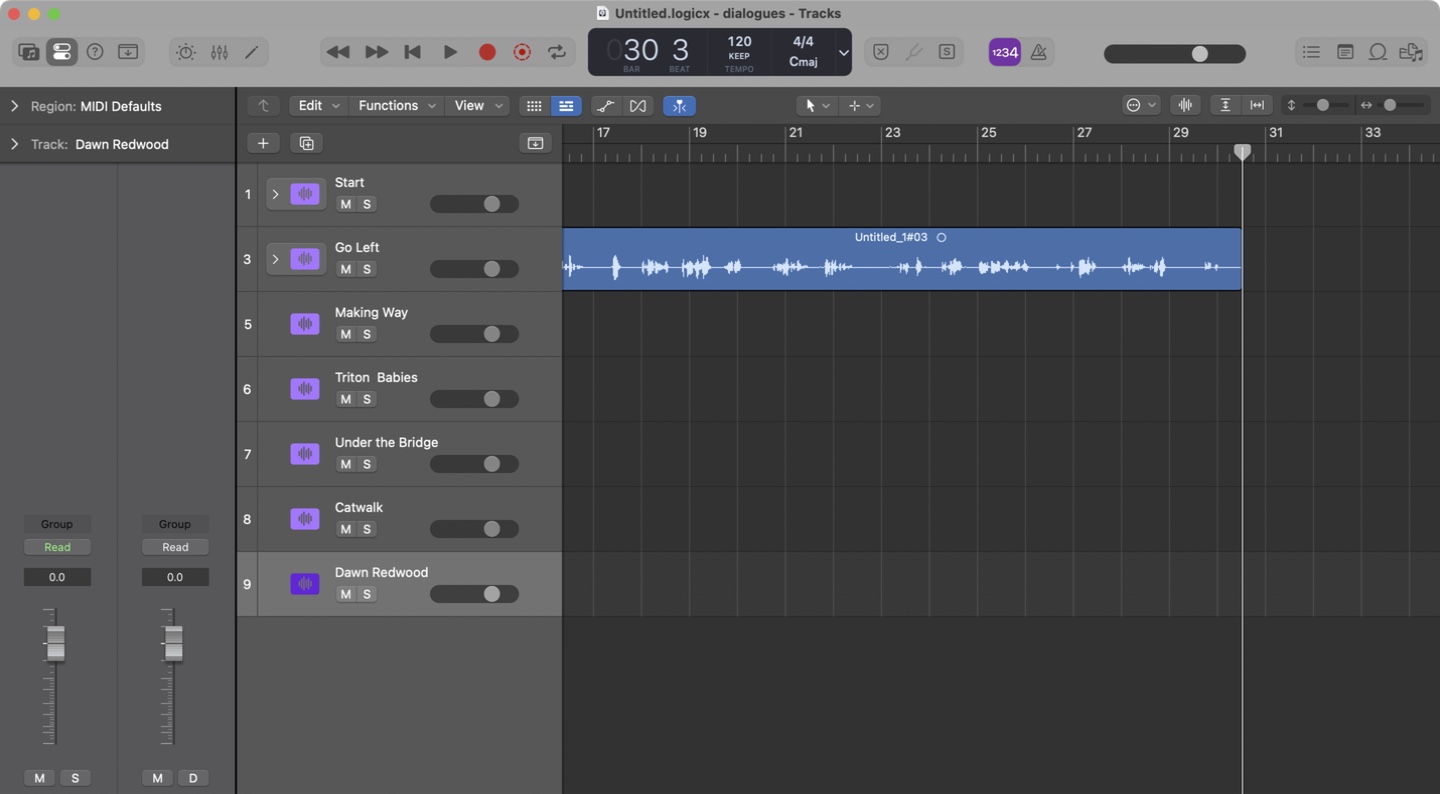 Untitled.logicx - dialogues - Tracks
30 3
BAR BEAT
120
KEEP
TEMPO
4/4
Cmaj
S
1234
Region: MIDI Defaults
Edit Functions View
Track: Dawn Redwood
17 19 21 23 25 27 29 31 33
1 Start
M S
3 Go Left
M S
Untitled_1#03
5 Making Way
M S
6 Triton Babies
M S
7 Under the Bridge
M S
8 Catwalk
M S
9 Dawn Redwood
M S
Group Group
Read Read
0.0 0.0
M S M D